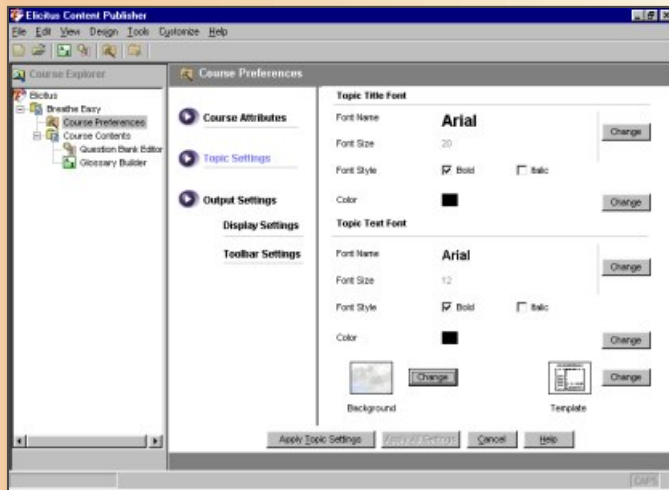 Elicitus Content Publisher
File Edit View Design Tools Customize Help
Course Explorer
Elicitus
Breathe Easy
Course Preferences
Course Contents
Question Bank Editor
Glossary Builder
Course Preferences
Course Attributes
Topic Settings
Output Settings
Display Settings
Toolbar Settings
Topic Title Font
Font Name Arial
Change
Font Size 20
Font Style Bold Italic
Color Change
Topic Text Font
Font Name Arial
Change
Font Size 12
Font Style Bold Italic
Color Change
Change Change
Background Template
Apply Topic Settings Cancel Help
CAPS